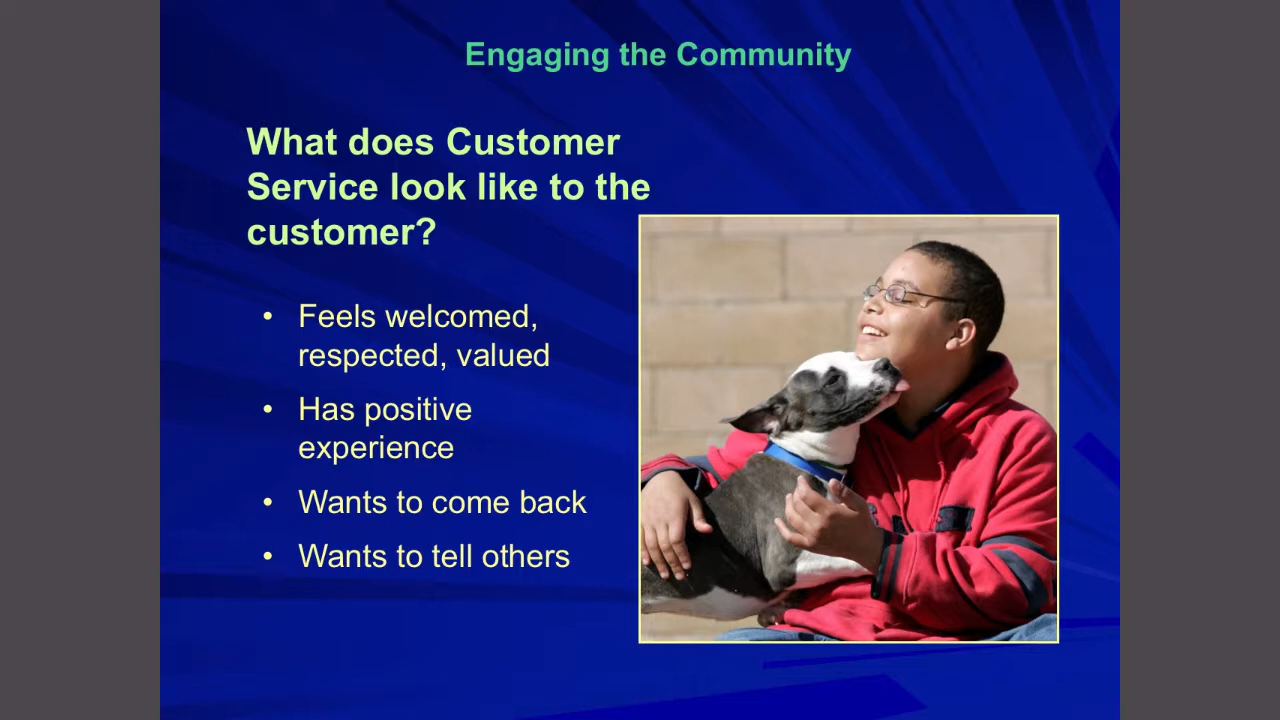 Engaging the Community
What does Customer
Service look like to the
customer?
• Feels welcomed,
respected, valued
• Has positive
experience
• Wants to come back
• Wants to tell others